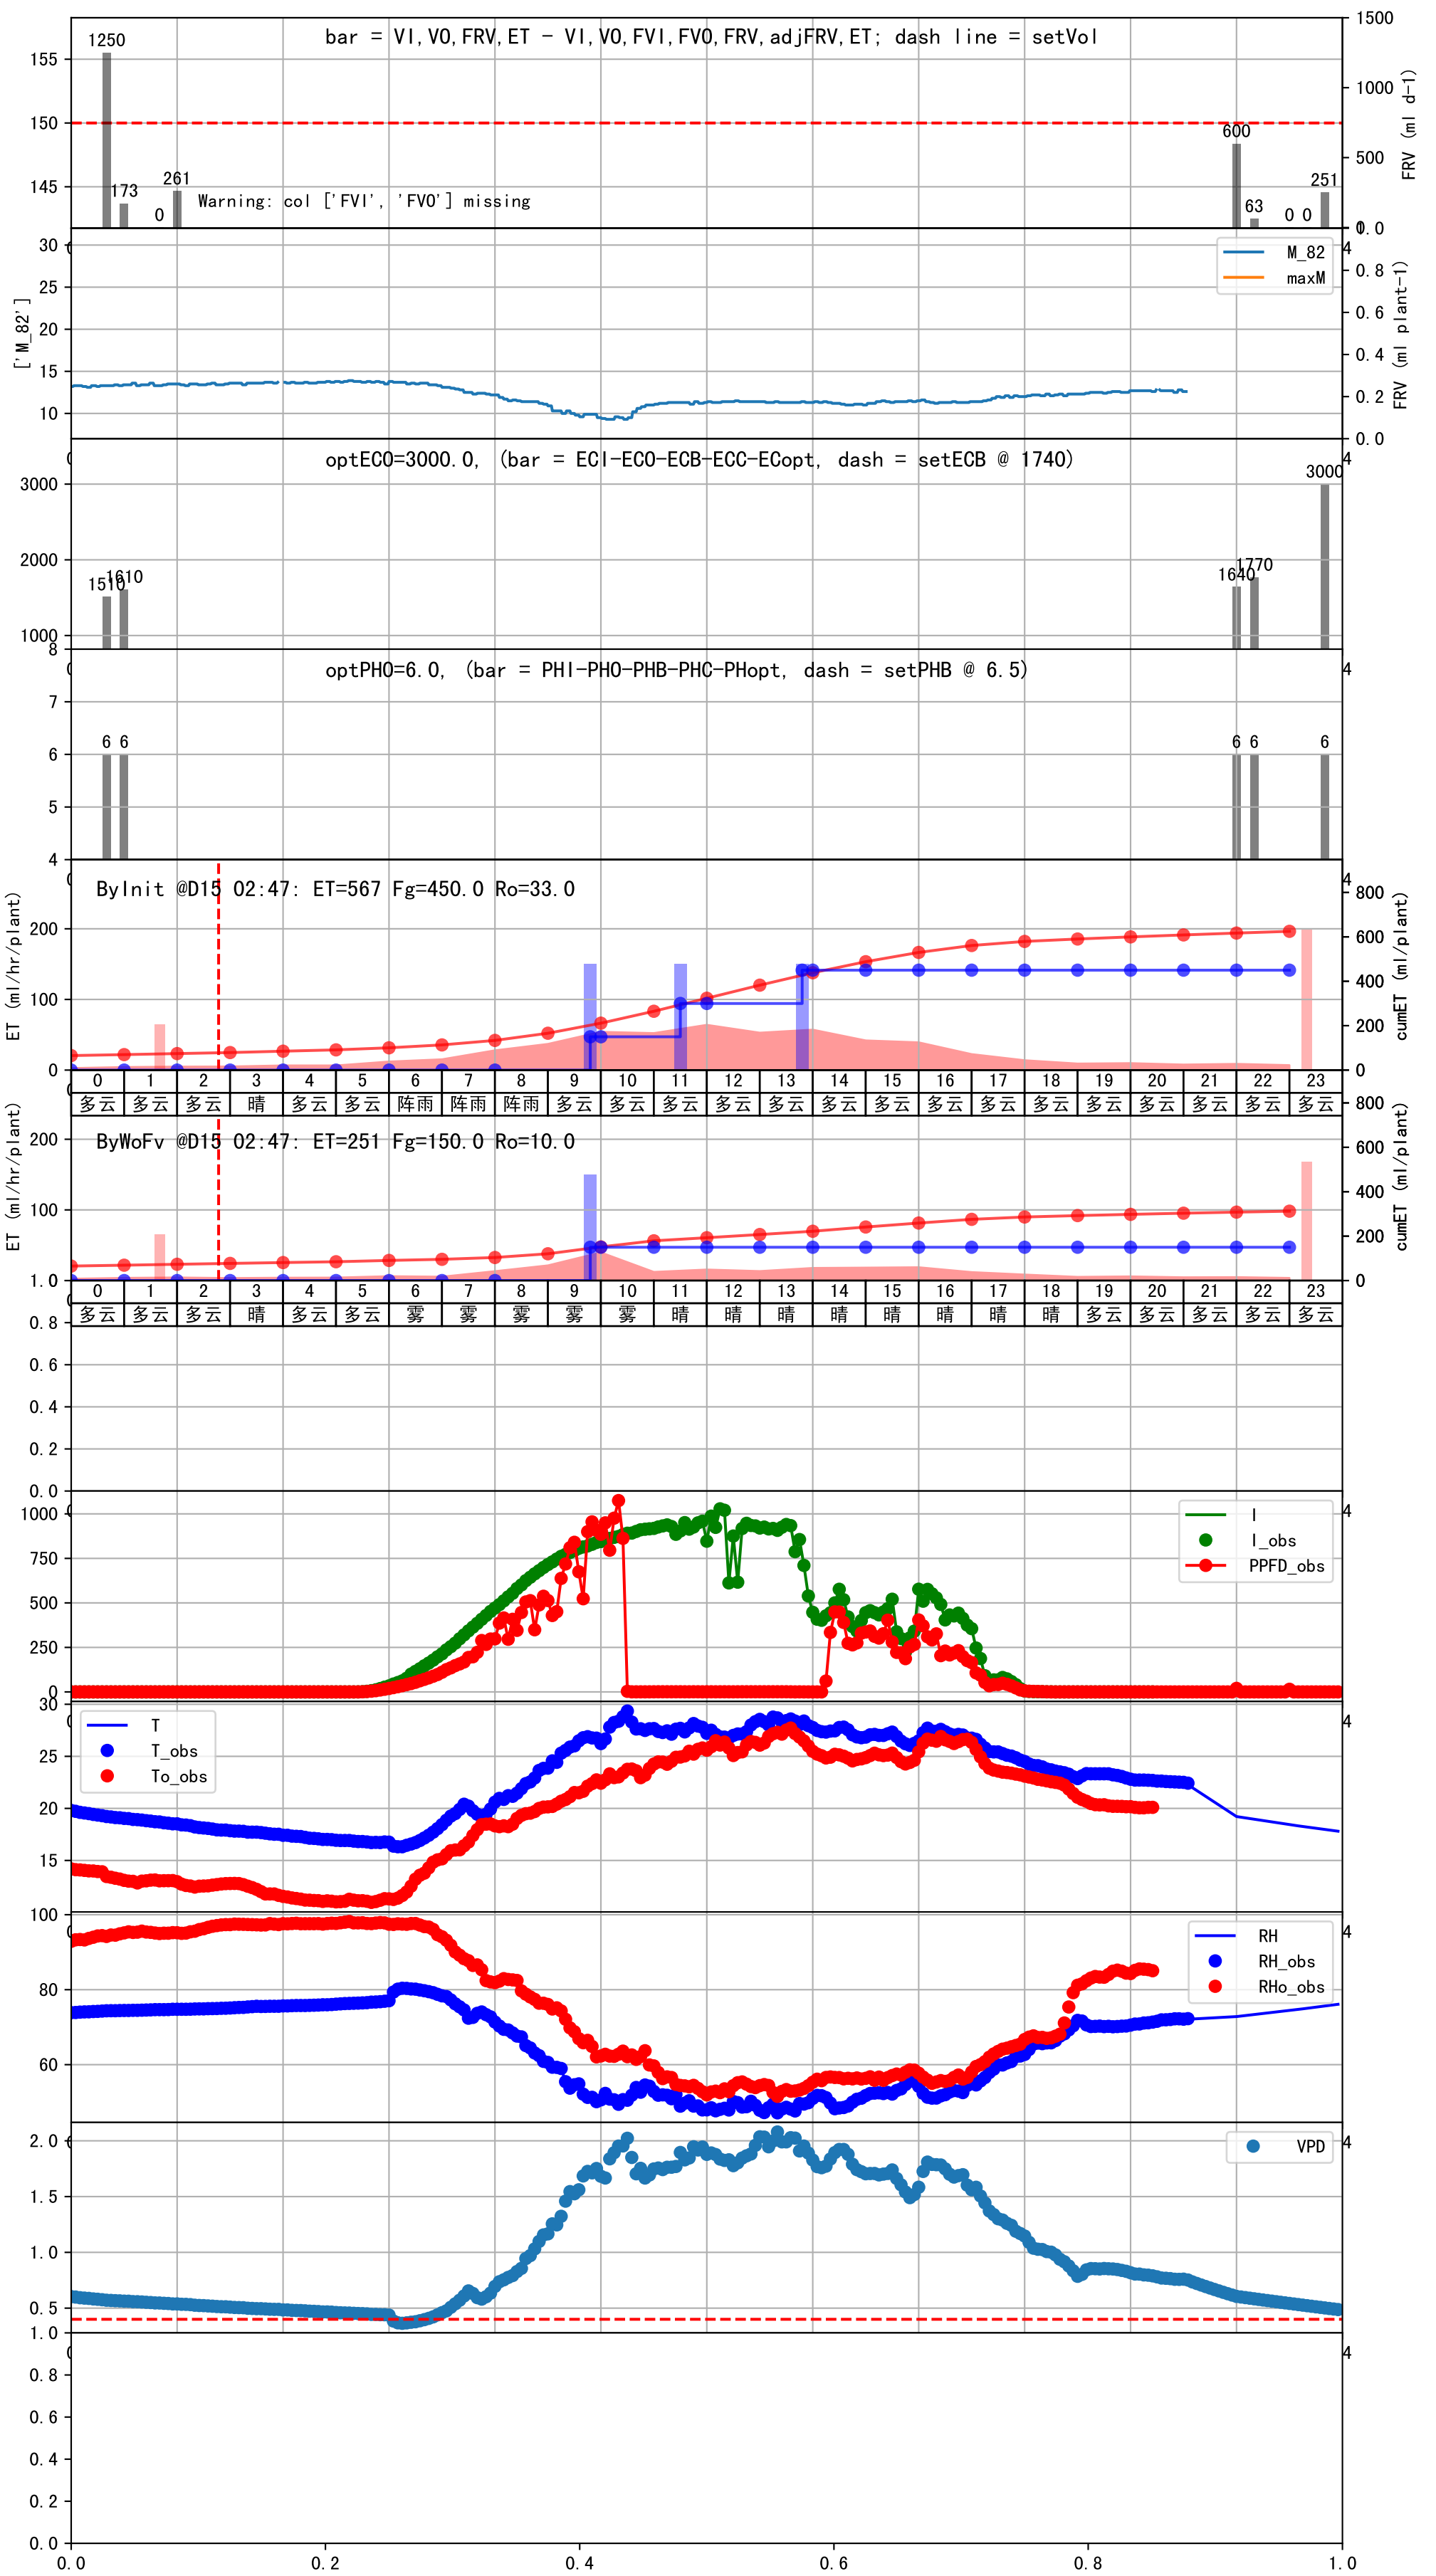 bar = VI,VO,FRV,ET - VI,VO,FVI,FVO,FRV,adjFRV,ET; dash line = setVol
1250
173
0
261
Warning: col ['FVI', 'FVO'] missing
600
63
0 0
251
155
150
145
1500
1000
500
FRV (ml d-1)
['M_82']
30
25
20
15
10
M_82
maxM
1.0
0.8
0.6
0.4
0.2
0.0
FRV (ml plant-1)
optECO=3000.0, (bar = ECI-ECO-ECB-ECC-ECopt, dash = setECB @ 1740)
3000
2000
1000
1510
1610
1640
1770
3000
optPHO=6.0, (bar = PHI-PHO-PHB-PHC-PHopt, dash = setPHB @ 6.5)
8
7
6
5
4
6 6
6 6
6
ByInit @D15 02:47: ET=567 Fg=450.0 Ro=33.0
ET (ml/hr/plant)
200
100
0
800
600
400
200
0
cumET (ml/plant)
0 1 2 3 4 5 6 7 8 9 10 11 12 13 14 15 16 17 18 19 20 21 22 23
多云 多云 多云 晴 多云 多云 阵雨 阵雨 阵雨 多云 多云 多云 多云 多云 多云 多云 多云 多云 多云 多云 多云 多云 多云 多云
ByWoFv @D15 02:47: ET=251 Fg=150.0 Ro=10.0
ET (ml/hr/plant)
200
100
800
600
400
200
0
cumET (ml/plant)
0 1 2 3 4 5 6 7 8 9 10 11 12 13 14 15 16 17 18 19 20 21 22 23
多云 多云 多云 晴 多云 多云 雾 雾 雾 雾 雾 晴 晴 晴 晴 晴 晴 晴 晴 多云 多云 多云 多云 多云
1.0
0.8
0.6
0.4
0.2
0.0
1000
750
500
250
0
I
I_obs
PPFD_obs
30
25
20
15
T
T_obs
To_obs
100
80
60
RH
RH_obs
RHo_obs
2.0
1.5
1.0
0.5
VPD
1.0
0.8
0.6
0.4
0.2
0.0
0.0 0.2 0.4 0.6 0.8 1.0